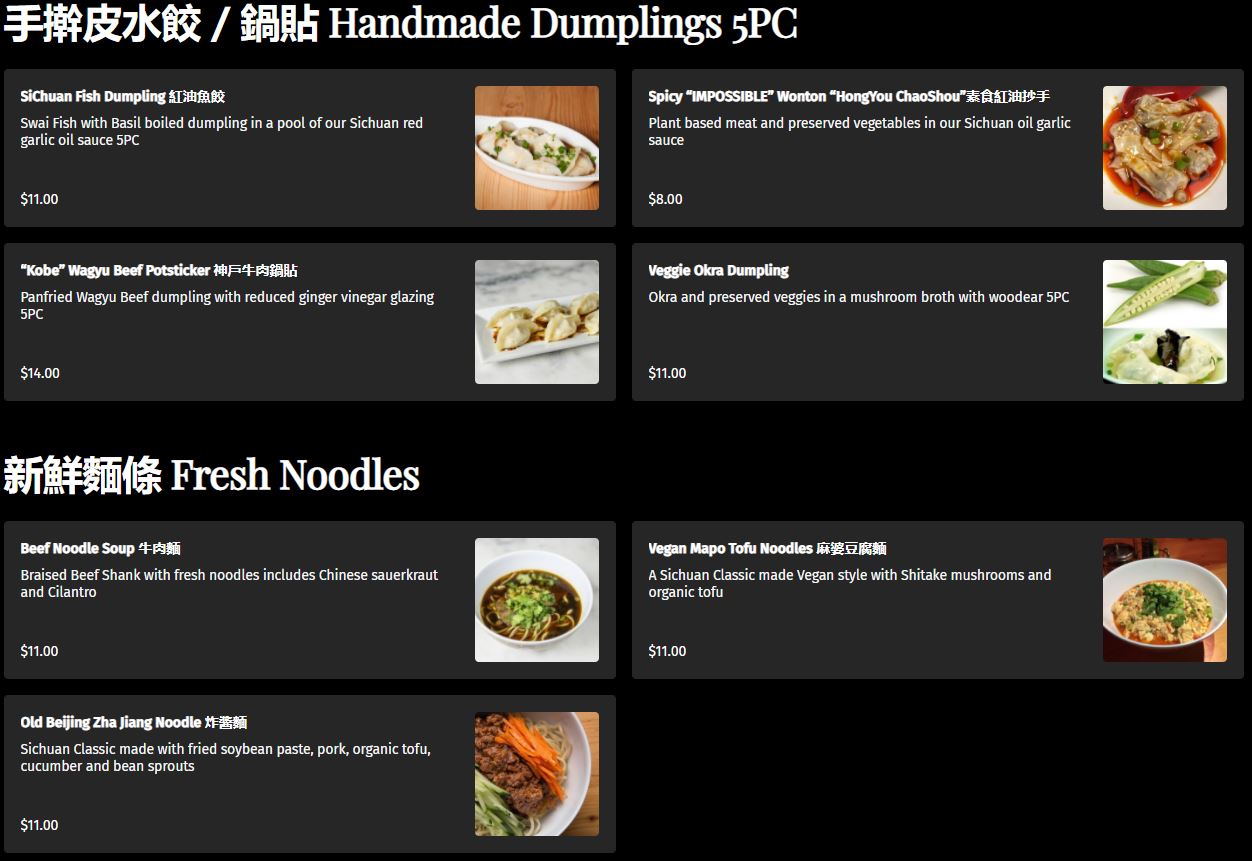 手擀皮水餃 / 鍋貼 Handmade Dumplings 5PC
SiChuan Fish Dumpling 紅油魚餃
Swai Fish with Basil boiled dumpling in a pool of our Sichuan red
garlic oil sauce 5PC
$11.00
Spicy “IMPOSSIBLE” Wonton “HongYou ChaoShou”素食紅油抄手
Plant based meat and preserved vegetables in our Sichuan oil garlic
sauce
$8.00
“Kobe” Wagyu Beef Potsticker 神戶牛肉鍋貼
Panfried Wagyu Beef dumpling with reduced ginger vinegar glazing
5PC
$14.00
Veggie Okra Dumpling
Okra and preserved veggies in a mushroom broth with woodear 5PC
$11.00
新鮮麵條 Fresh Noodles
Beef Noodle Soup 牛肉麵
Braised Beef Shank with fresh noodles includes Chinese sauerkraut
and Cilantro
$11.00
Vegan Mapo Tofu Noodles 麻婆豆腐麵
A Sichuan Classic made Vegan style with Shitake mushrooms and
organic tofu
$11.00
Old Beijing Zha Jiang Noodle 炸醬麵
Sichuan Classic made with fried soybean paste, pork, organic tofu,
cucumber and bean sprouts
$11.00